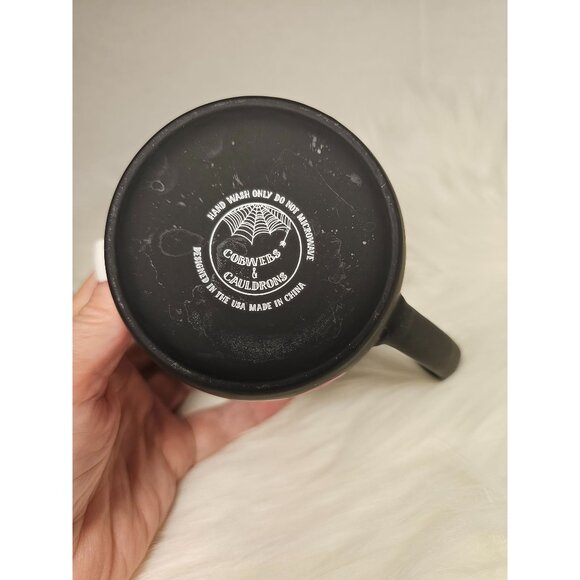 HAND WASH ONLY DO NOT MICROWAVE
COBWEBS
&
CAULDRONS
DESIGNED IN THE USA MADE IN CHINA